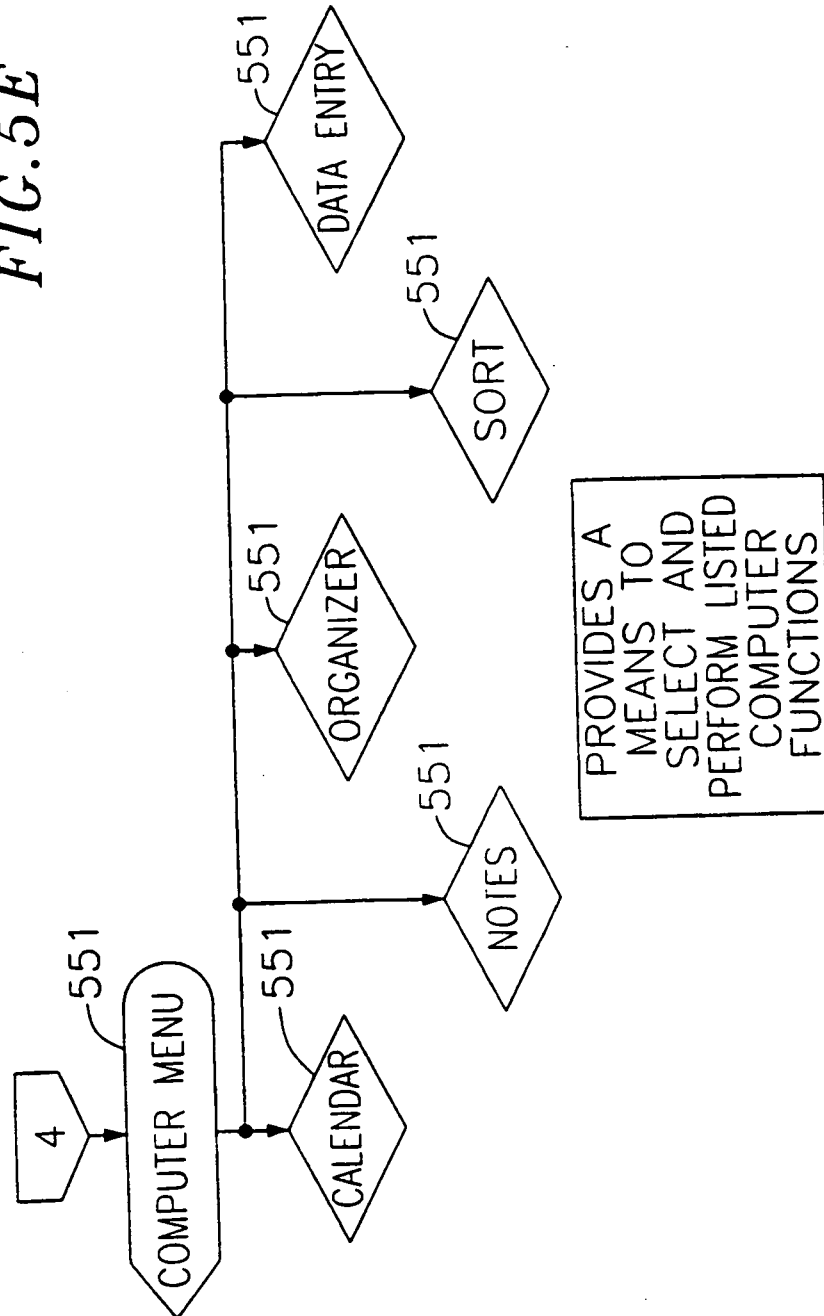 FIG.5E
4
COMPUTER MENU
551
CALENDAR
551
NOTES
551
ORGANIZER
551
SORT
551
DATA ENTRY
551
PROVIDES A
MEANS TO
SELECT AND
PERFORM LISTED
COMPUTER
FUNCTIONS